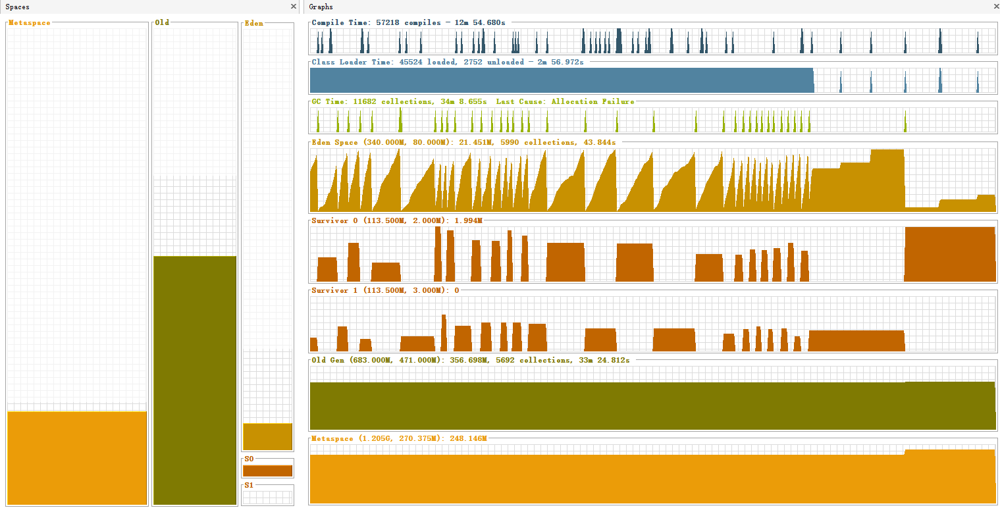 Spaces
Metaspace
Old
Eden
S0
S1
Graphs
Compile Time: 57218 compiles - 12m 54.680s
Class Loader Time: 45524 loaded, 2752 unloaded - 2m 56.972s
GC Time: 11682 collections, 34m 8.655s  Last Cause: Allocation Failure
Eden Space (340.000M, 80.000M): 21.451M, 5990 collections, 43.844s
Survivor 0 (113.500M, 2.000M): 1.994M
Survivor 1 (113.500M, 3.000M): 0
Old Gen (683.000M, 471.000M): 356.698M, 5692 collections, 33m 24.812s
Metaspace (1.205G, 270.375M): 248.146M